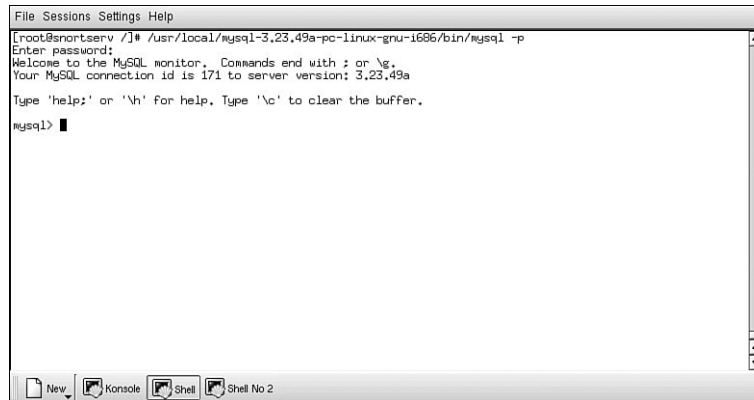 File Sessions Settings Help
[root@snortserv /]# /usr/local/mysql-3.23.49a-pc-linux-gnu-i686/bin/mysql -p
Enter password:
Welcome to the MySQL monitor.  Commands end with ; or \g.
Your MySQL connection id is 171 to server version: 3.23.49a
Type 'help;' or '\h' for help. Type '\c' to clear the buffer.
mysql>
New Konsole Shell Shell No 2